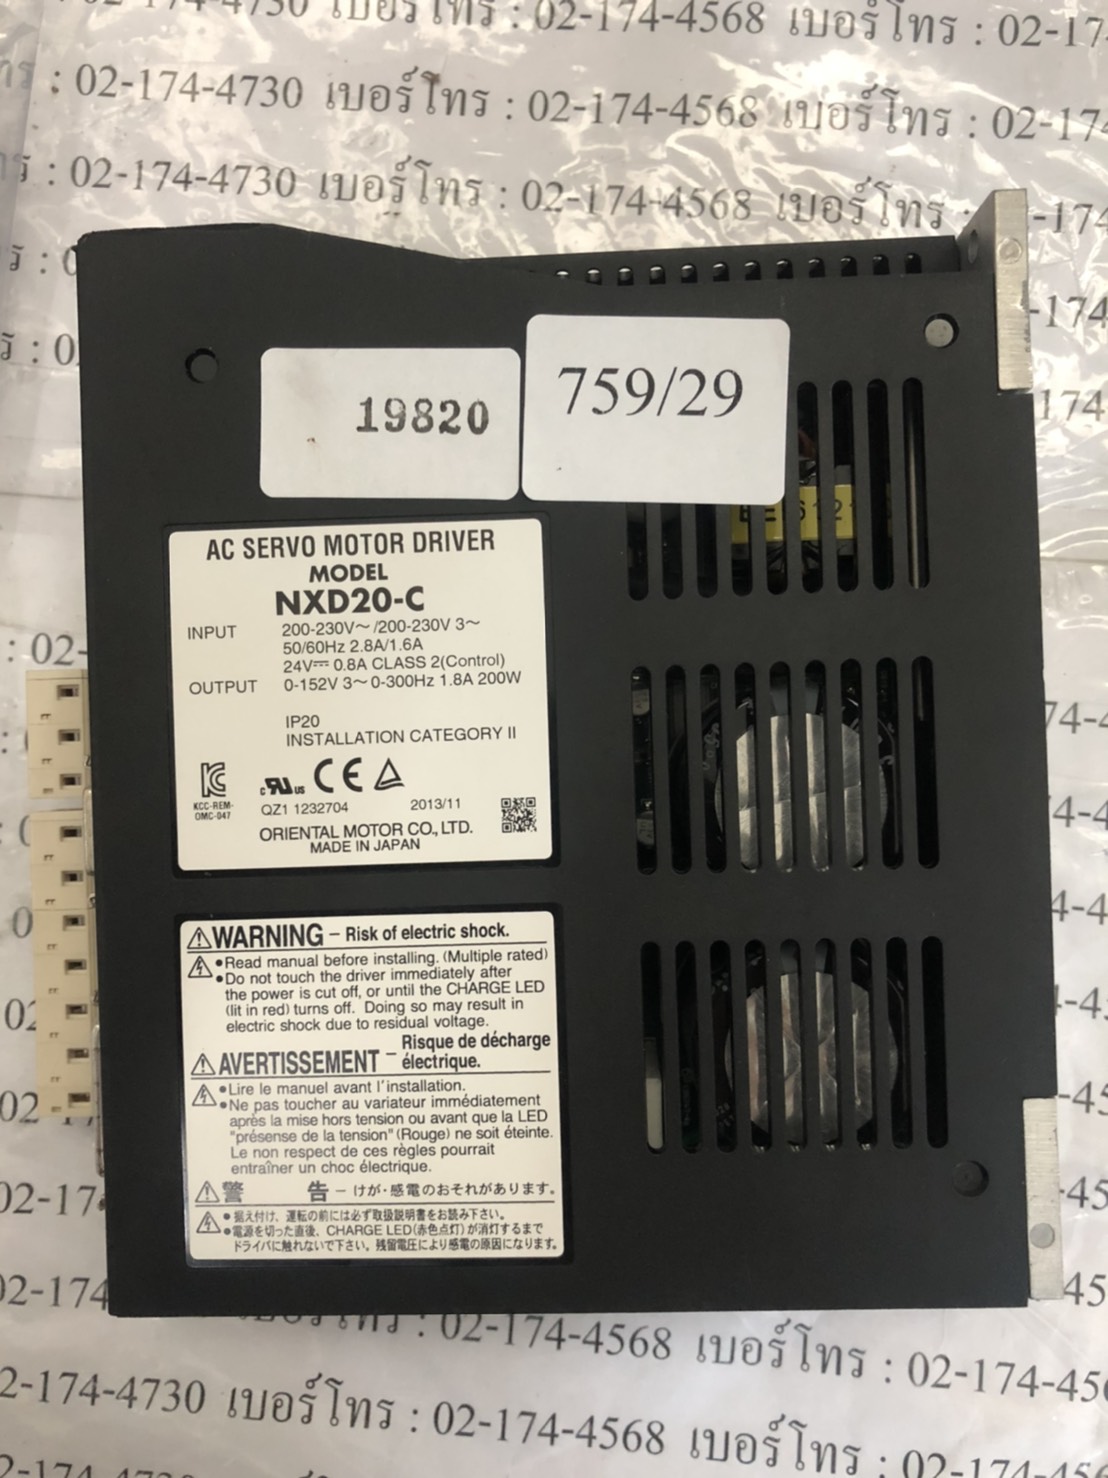 4730 เบอร์โทร : 02-174-4568 เบอร์โทร : 02-17
: 02-174-4730 เบอร์โทร : 02-174-4568 เบอร์โทร : 02-174
: 02-174-4730 เบอร์โทร : 02-174-4568 เบอร์โทร : -174
-174
174
19820
759/29
AC SERVO MOTOR DRIVER
MODEL
NXD20-C
INPUT 200-230V～/200-230V 3～
50/60Hz 2.8A/1.6A
24V⎓ 0.8A CLASS 2(Control)
OUTPUT 0-152V 3～ 0-300Hz 1.8A 200W
IP20
INSTALLATION CATEGORY II
KCC-REM-
OMC-047
c RU us CE
QZ1 1232704 2013/11
ORIENTAL MOTOR CO., LTD.
MADE IN JAPAN
⚠WARNING – Risk of electric shock.
•Read manual before installing. (Multiple rated)
•Do not touch the driver immediately after
the power is cut off, or until the CHARGE LED
(lit in red) turns off. Doing so may result in
electric shock due to residual voltage.
⚠AVERTISSEMENT – Risque de décharge
électrique.
•Lire le manuel avant l'installation.
•Ne pas toucher au variateur immédiatement
après la mise hors tension ou avant que la LED
"présense de la tension" (Rouge) ne soit éteinte.
Le non respect de ces règles pourrait
entraîner un choc électrique.
⚠警 告 – けが・感電のおそれがあります。
•据え付け、運転の前には必ず取扱説明書をお読み下さい。
•電源を切った直後、CHARGE LED(赤色点灯)が消灯するまで
ドライバに触れないで下さい。残留電圧により感電の原因になります。
: 02-
02-17
02-174 : 02-174-4568 เบอร์โทร : 02-174-456
2-174-4730 เบอร์โทร : 02-174-4568 เบอร์โทร : 02-174-456